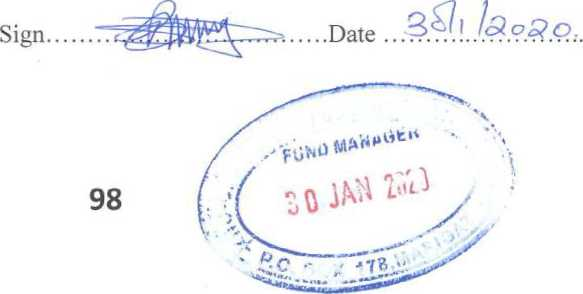 Sign........................Date 30/1/2020.
FUND MANAGER
30 JAN 2020
98
P.O. BOX 178,